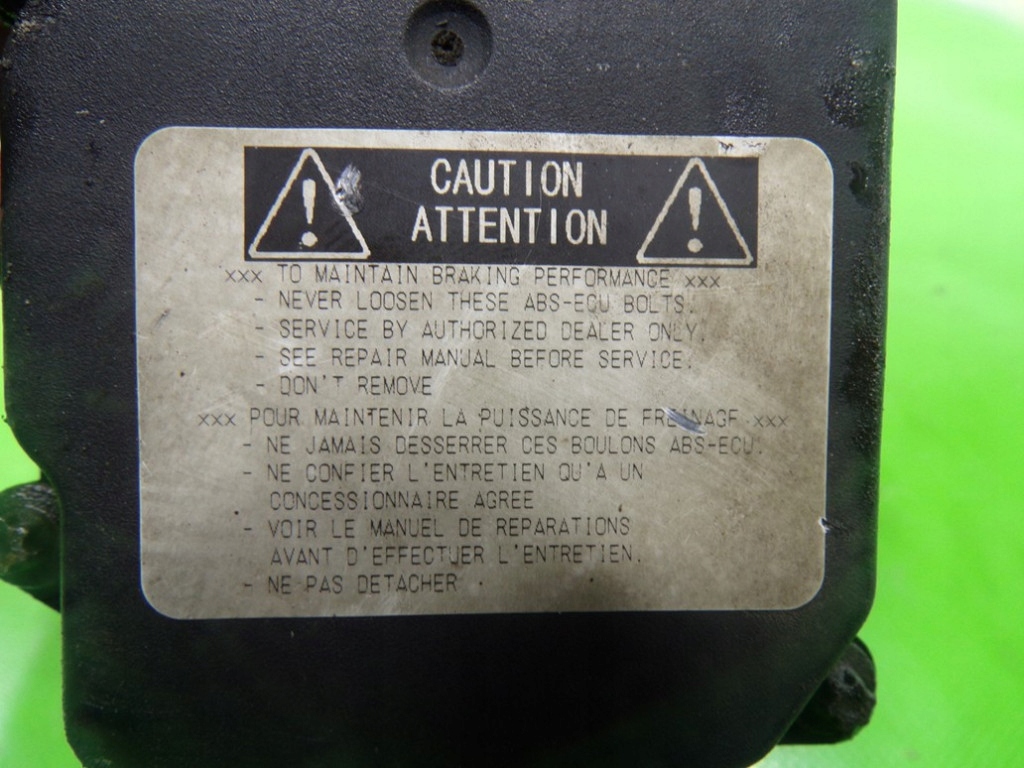 CAUTION
ATTENTION
xxx TO MAINTAIN BRAKING PERFORMANCE xxx
- NEVER LOOSEN THESE ABS-ECU BOLTS.
- SERVICE BY AUTHORIZED DEALER ONLY.
- SEE REPAIR MANUAL BEFORE SERVICE.
- DON'T REMOVE
xxx POUR MAINTENIR LA PUISSANCE DE FREINAGE xxx
- NE JAMAIS DESSERRER CES BOULONS ABS-ECU.
- NE CONFIER L'ENTRETIEN QU'A UN
CONCESSIONNAIRE AGREE
- VOIR LE MANUEL DE REPARATIONS
AVANT D'EFFECTUER L'ENTRETIEN.
- NE PAS DETACHER